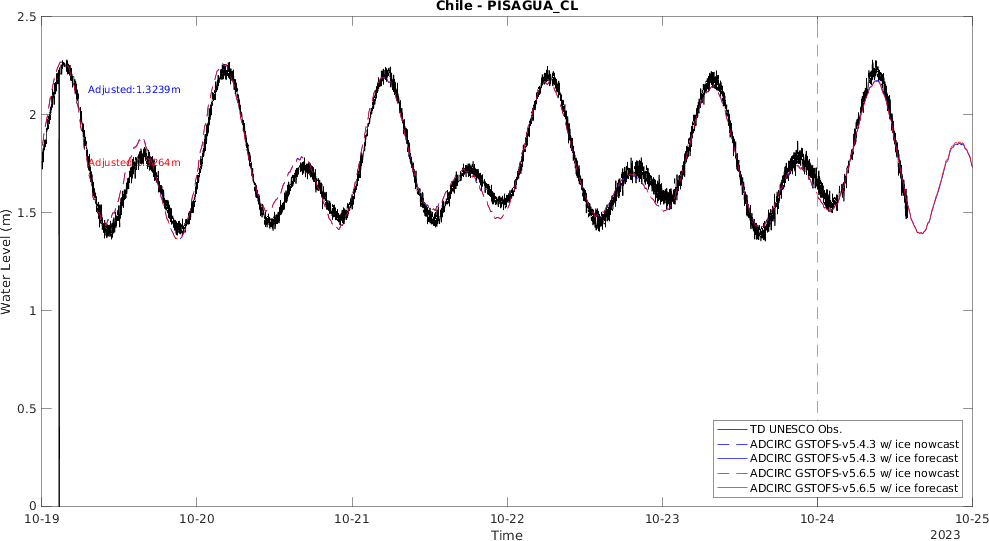 Chile - PISAGUA_CL
2.5
2
1.5
1
0.5
0
Water Level (m)
Adjusted:1.3239m
Adjusted: 264m
TD UNESCO Obs.
ADCIRC GSTOFS-v5.4.3 w/ ice nowcast
ADCIRC GSTOFS-v5.4.3 w/ ice forecast
ADCIRC GSTOFS-v5.6.5 w/ ice nowcast
ADCIRC GSTOFS-v5.6.5 w/ ice forecast
10-19
10-20
10-21
10-22
10-23
10-24
10-25
Time
2023